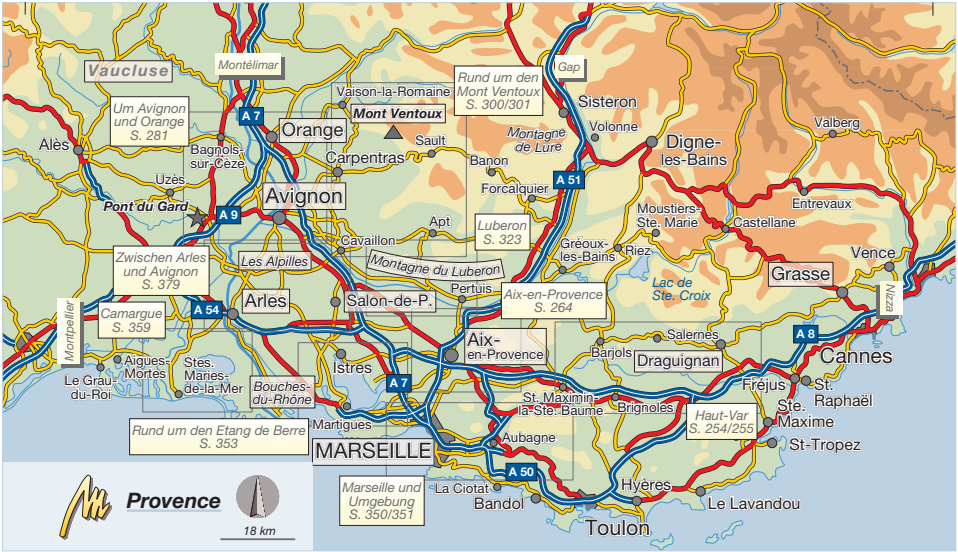 Vaucluse
Montélimar
Gap
Rund um den
Mont Ventoux
S. 300/301
Um Avignon
und Orange
S. 281
Vaison-la-Romaine
Mont Ventoux
Sisteron
Volonne
Valberg
A 7
Orange
Montagne
de Lure
Digne-
les-Bains
Alès
Bagnols-
sur-Cèze
Sault
Carpentras
Banon
Uzès
A 51
Forcalquier
Entrevaux
Pont du Gard
Avignon
A 9
Moustiers-
Ste. Marie
Castellane
Apt
Luberon
S. 323
Cavaillon
Gréoux-
les-Bains
Riez
Vence
Zwischen Arles
und Avignon
S. 379
Les Alpilles
Montagne du Luberon
Grasse
Lac de
Ste. Croix
Pertuis
Aix-en-Provence
S. 264
Nizza
Arles
Salon-de-P.
A 54
Camargue
S. 359
Montpellier
A 8
Salernes
Aix-
en-Provence
Barjols
Draguignan
Cannes
Aigues-
Mortes
Stes.
Maries-
de-la-Mer
Istres
Le Grau-
du-Roi
Bouches-
du-Rhône
A 7
Fréjus
St.
Raphaël
St. Maximin-
la-Ste. Baume
Brignoles
Haut-Var
S. 254/255
Ste.
Maxime
Martigues
Rund um den Etang de Berre
S. 353
MARSEILLE
Aubagne
St-Tropez
A 50
Marseille und
Umgebung
S. 350/351
La Ciotat
Bandol
Hyères
Le Lavandou
Toulon
Provence
18 km